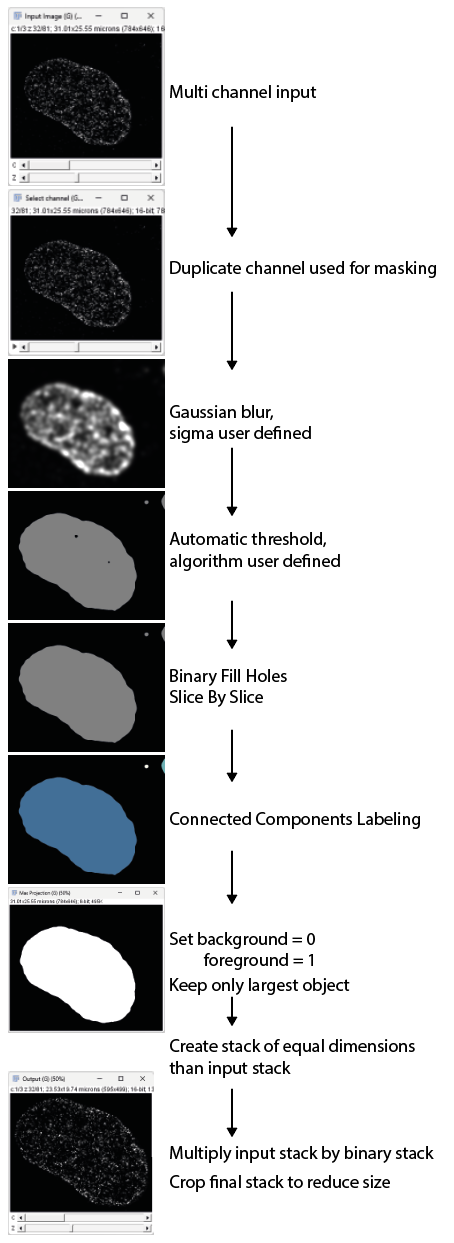 Input Image (G) (...
c:1/3 z:32/81; 31.01x25.55 microns (784x646); 16
Multi channel input
C
Z
Select channel (G...
32/81; 31.01x25.55 microns (784x646); 16-bit; 78
Duplicate channel used for masking
Gaussian blur,
sigma user defined
Automatic threshold,
algorithm user defined
Binary Fill Holes
Slice By Slice
Connected Components Labeling
Max Projection (G) (50%)
31.01x25.55 microns (784x646); 8-bit; 495K
Set background = 0
foreground = 1
Keep only largest object
Create stack of equal dimensions
than input stack
Output (G) (50%)
c:1/3 z:32/81; 23.53x19.74 microns (595x499); 16-bit; 13
Multiply input stack by binary stack
Crop final stack to reduce size
C
Z